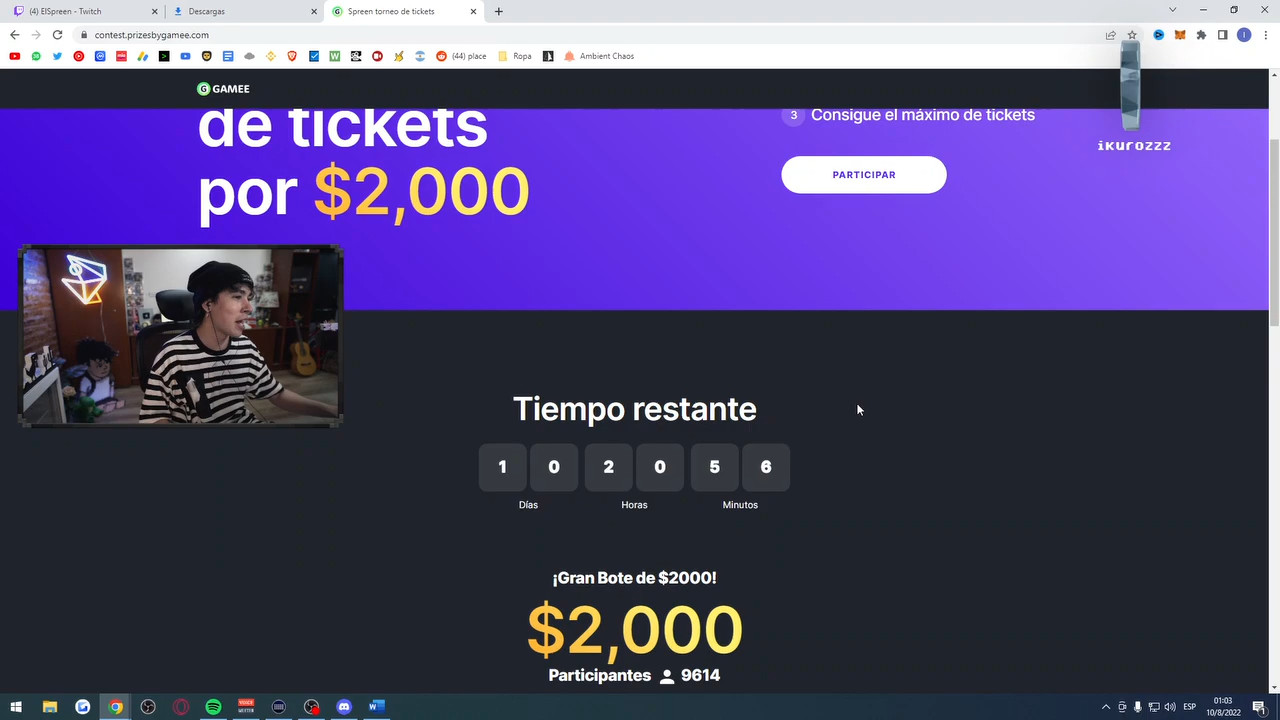 (4) ElSpreen - Twitch
Descargas
Spreen torneo de tickets
contest.prizesbygamee.com
(44) place
Ropa
Ambient Chaos
G GAMEE
de tickets
por $2,000
3 Consigue el máximo de tickets
PARTICIPAR
ikurozzz
Tiempo restante
1 0 2 0 5 6
Días Horas Minutos
¡Gran Bote de $2000!
$2,000
Participantes 9614
ESP
01:03
10/8/2022